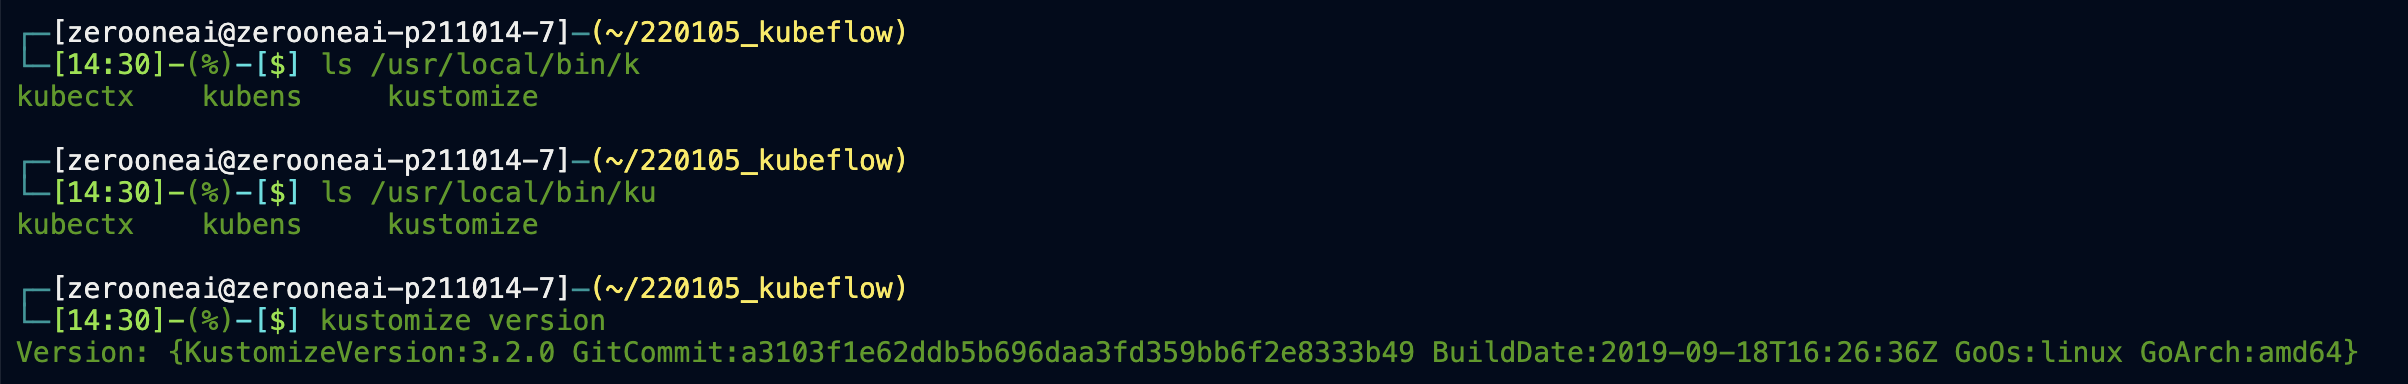 ┌─[zerooneai@zerooneai-p211014-7]─(~/220105_kubeflow)
└─[14:30]-(%)-[$] ls /usr/local/bin/k
kubectx    kubens     kustomize
┌─[zerooneai@zerooneai-p211014-7]─(~/220105_kubeflow)
└─[14:30]-(%)-[$] ls /usr/local/bin/ku
kubectx    kubens     kustomize
┌─[zerooneai@zerooneai-p211014-7]─(~/220105_kubeflow)
└─[14:30]-(%)-[$] kustomize version
Version: {KustomizeVersion:3.2.0 GitCommit:a3103f1e62ddb5b696daa3fd359bb6f2e8333b49 BuildDate:2019-09-18T16:26:36Z GoOs:linux GoArch:amd64}